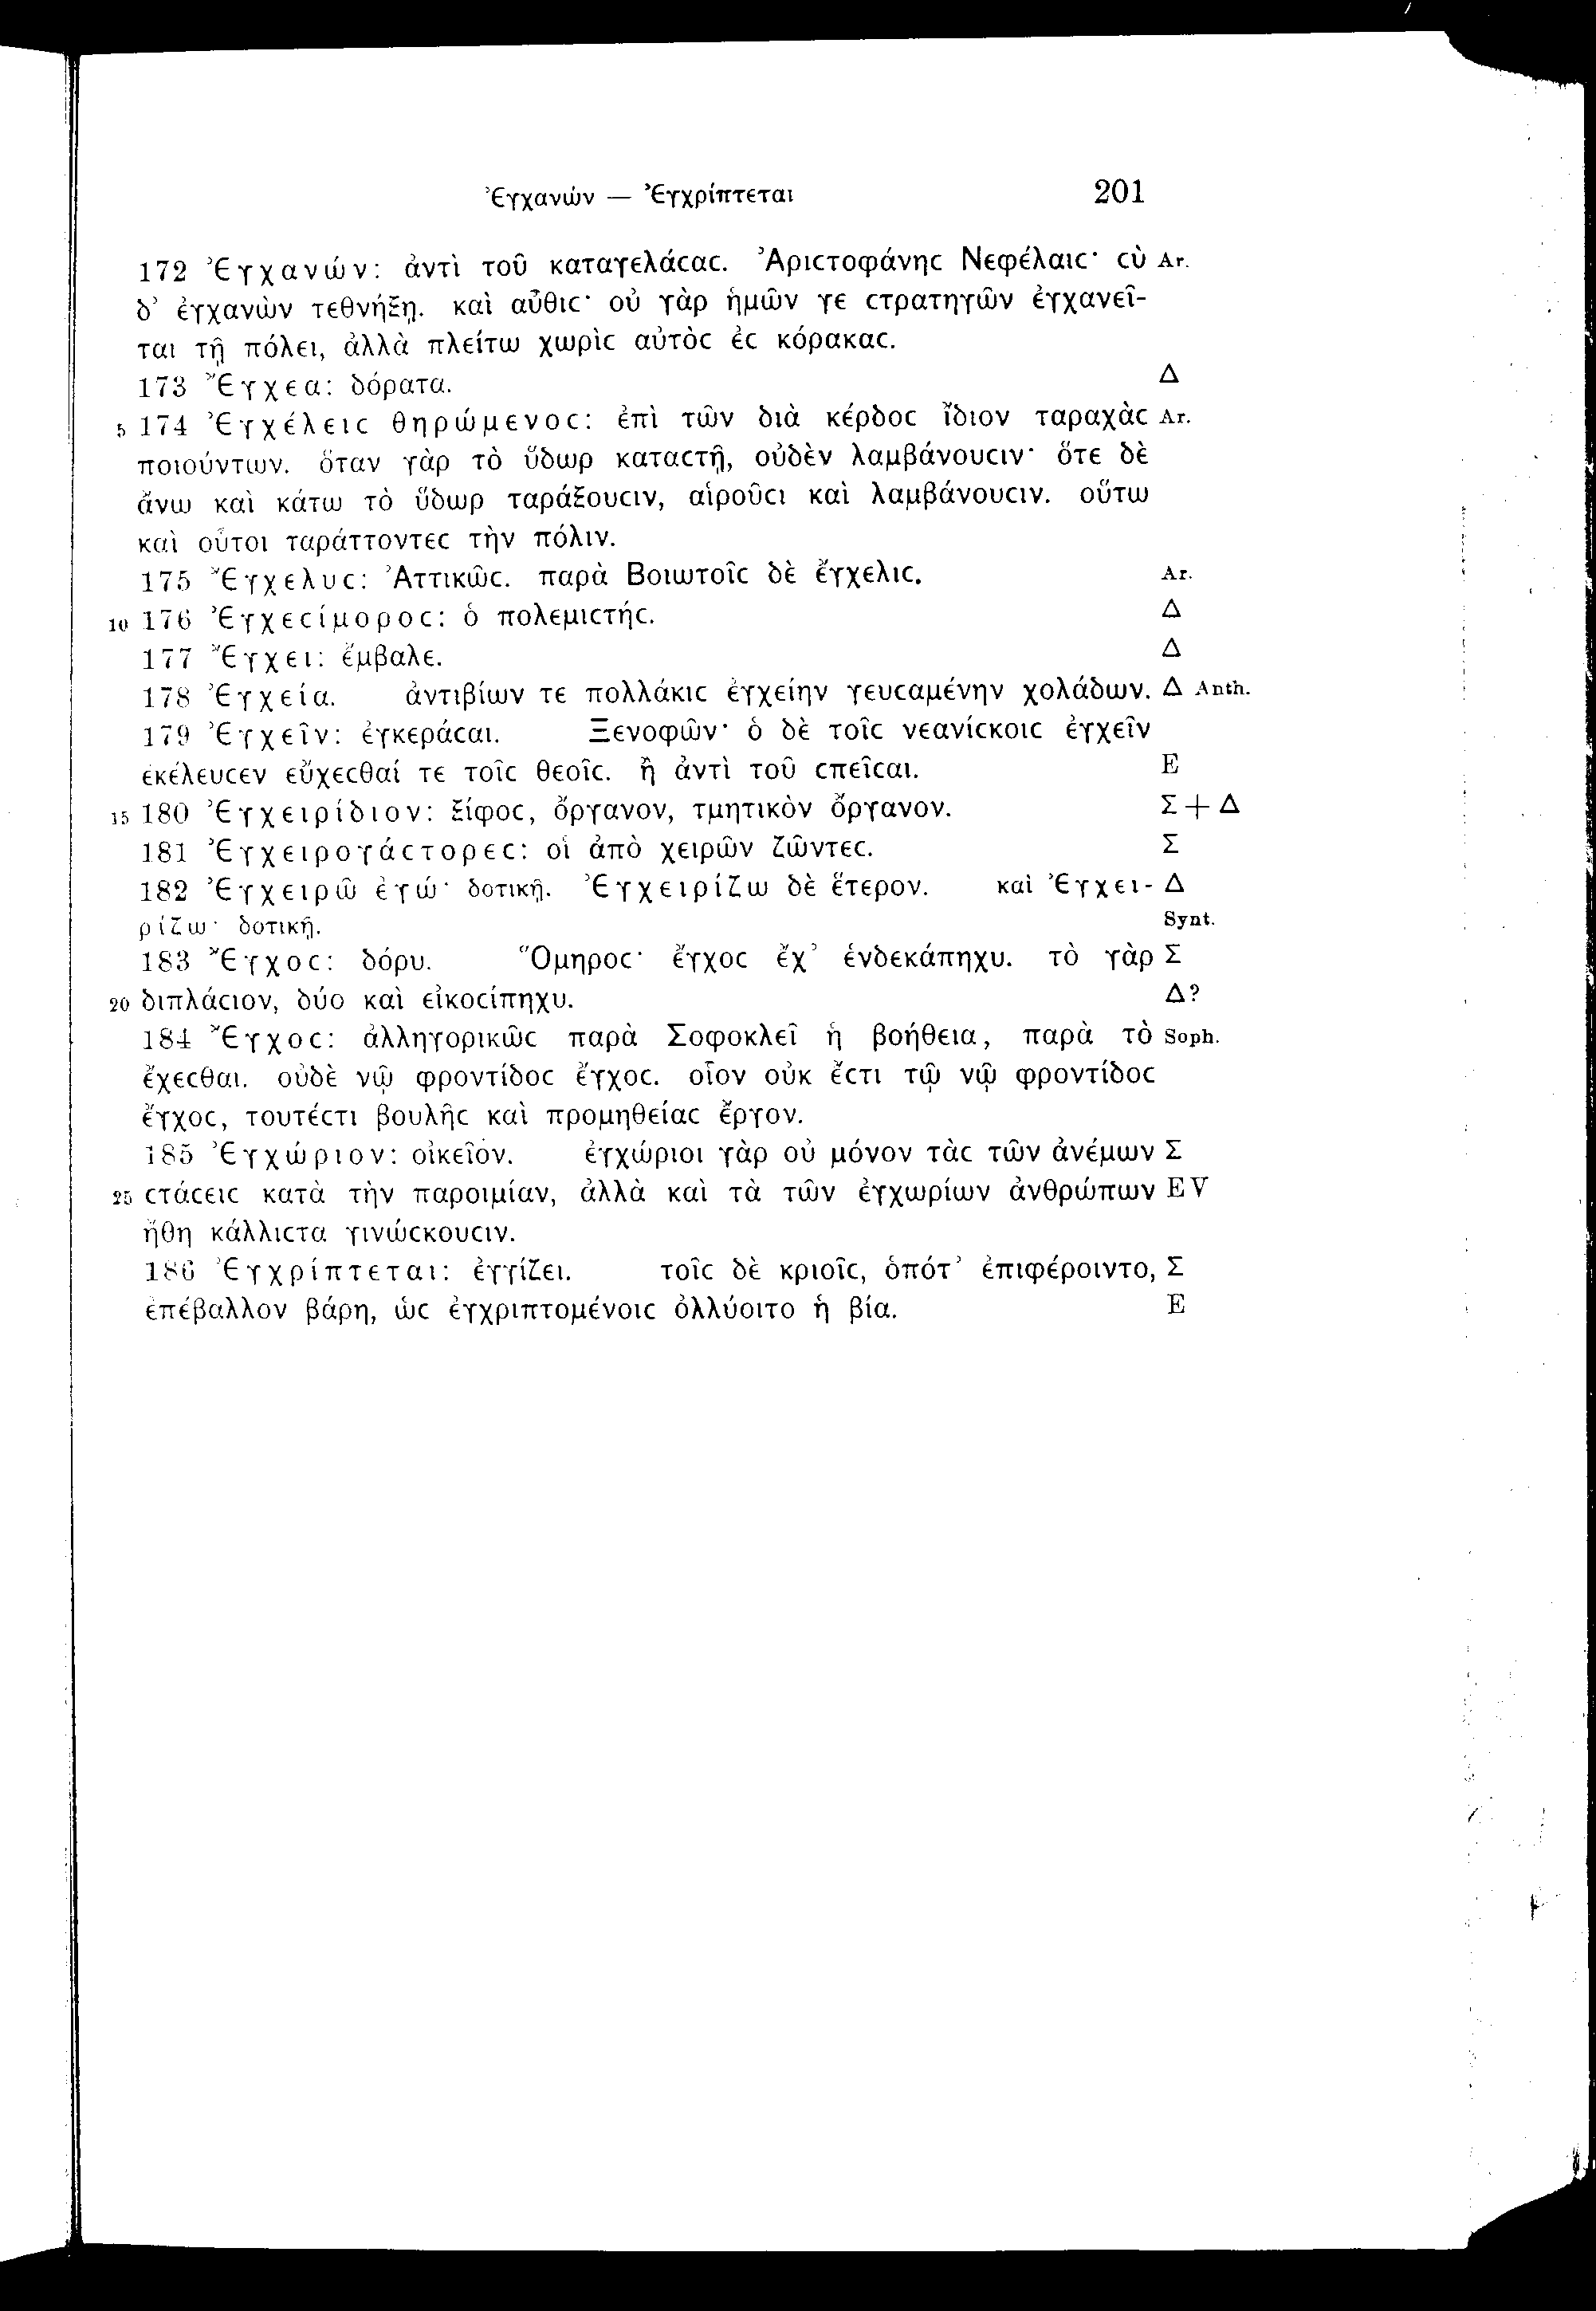 Ἐγχανών — Ἐγχρίπτεται 201
172 Ἐγχανών: ἀντὶ τοῦ καταγελάϲαϲ. Ἀριϲτοφάνηϲ Νεφέλαιϲ· ϲὺ Ar.
δ’ ἐγχανὼν τεθνήξῃ. καὶ αὖθιϲ· οὐ γὰρ ἡμῶν γε ϲτρατηγῶν ἐγχανεῖ-
ται τῇ πόλει, ἀλλὰ πλείτω χωρὶϲ αὐτὸϲ ἐϲ κόρακαϲ.
173 Ἔγχεα: δόρατα. Δ
5 174 Ἐγχέλειϲ θηρώμενοϲ: ἐπὶ τῶν διὰ κέρδοϲ ἴδιον ταραχὰϲ Ar.
ποιούντων. ὅταν γὰρ τὸ ὕδωρ καταϲτῇ, οὐδὲν λαμβάνουϲιν· ὅτε δὲ
ἄνω καὶ κάτω τὸ ὕδωρ ταράξουϲιν, αἱροῦϲι καὶ λαμβάνουϲιν. οὕτω
καὶ οὗτοι ταράττοντεϲ τὴν πόλιν.
175 Ἔγχελυϲ: Ἀττικῶϲ. παρὰ Βοιωτοῖϲ δὲ ἔγχελιϲ. Ar.
10 176 Ἐγχεϲίμοροϲ: ὁ πολεμιϲτήϲ. Δ
177 Ἔγχει: ἔμβαλε. Δ
178 Ἐγχεία. ἀντιβίων τε πολλάκιϲ ἐγχείην γευϲαμένην χολάδων. Δ Anth.
179 Ἐγχεῖν: ἐγκεράϲαι. Ξενοφῶν· ὁ δὲ τοῖϲ νεανίϲκοιϲ ἐγχεῖν
ἐκέλευϲεν εὔχεϲθαί τε τοῖϲ θεοῖϲ. ἢ ἀντὶ τοῦ ϲπεῖϲαι. E
15 180 Ἐγχειρίδιον: ξίφοϲ, ὄργανον, τμητικὸν ὄργανον. Σ + Δ
181 Ἐγχειρογάϲτορεϲ: οἱ ἀπὸ χειρῶν ζῶντεϲ. Σ
182 Ἐγχειρῶ ἐγώ· δοτικῇ. Ἐγχειρίζω δὲ ἕτερον. καὶ Ἐγχει- Δ
ρίζω· δοτικῇ. Synt.
183 Ἔγχοϲ: δόρυ. Ὅμηροϲ· ἔγχοϲ ἔχ’ ἑνδεκάπηχυ. τὸ γὰρ Σ
20 διπλάϲιον, δύο καὶ εἰκοϲίπηχυ. Δ?
184 Ἔγχοϲ: ἀλληγορικῶϲ παρὰ Σοφοκλεῖ ἡ βοήθεια, παρὰ τὸ Soph.
ἔχεϲθαι. οὐδὲ νῷ φροντίδοϲ ἔγχοϲ. οἷον οὐκ ἔϲτι τῷ νῷ φροντίδοϲ
ἔγχοϲ, τουτέϲτι βουλῆϲ καὶ προμηθείαϲ ἔργον.
185 Ἐγχώριον: οἰκεῖον. ἐγχώριοι γὰρ οὐ μόνον τὰϲ τῶν ἀνέμων Σ
25 ϲτάϲειϲ κατὰ τὴν παροιμίαν, ἀλλὰ καὶ τὰ τῶν ἐγχωρίων ἀνθρώπων EV
ἤθη κάλλιϲτα γινώϲκουϲιν.
186 Ἐγχρίπτεται: ἐγγίζει. τοῖϲ δὲ κριοῖϲ, ὁπότ’ ἐπιφέροιντο, Σ
ἐπέβαλλον βάρη, ὡϲ ἐγχριπτομένοιϲ ὀλλύοιτο ἡ βία. E